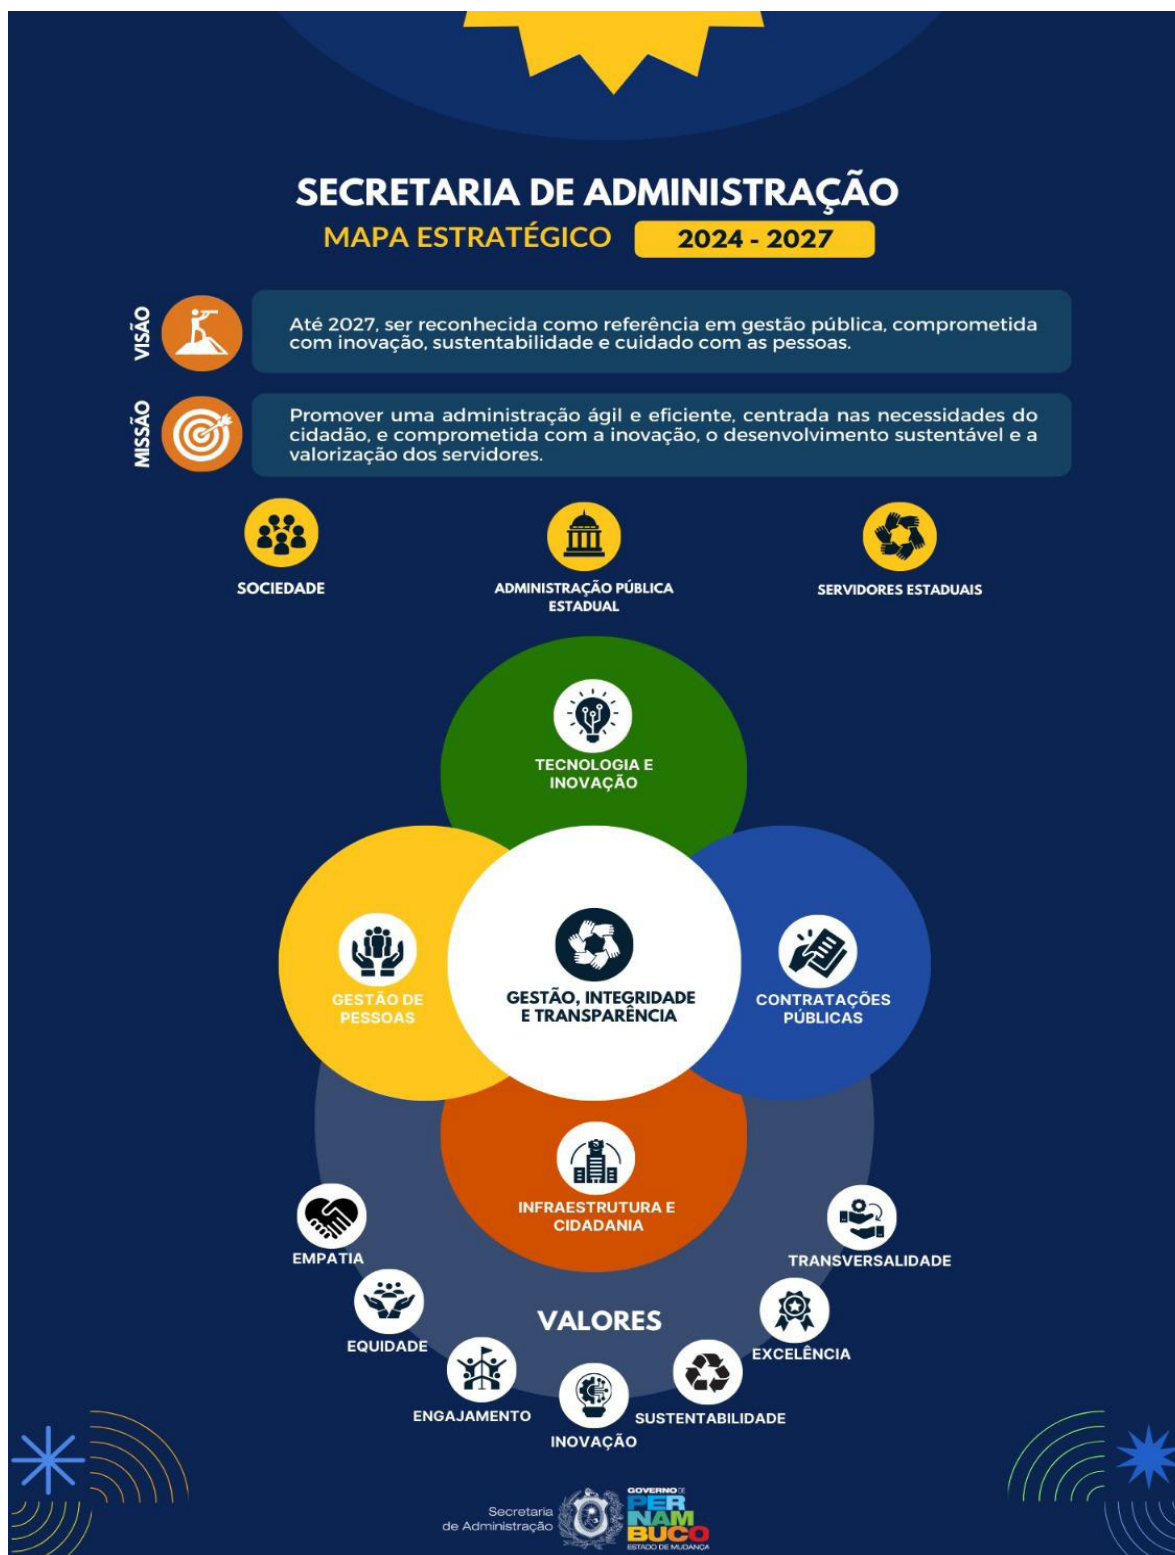 SECRETARIA DE ADMINISTRAÇÃO
MAPA ESTRATÉGICO 2024 - 2027
VISÃO
Até 2027, ser reconhecida como referência em gestão pública, comprometida
com inovação, sustentabilidade e cuidado com as pessoas.
MISSÃO
Promover uma administração ágil e eficiente, centrada nas necessidades do
cidadão, e comprometida com a inovação, o desenvolvimento sustentável e a
valorização dos servidores.
SOCIEDADE
ADMINISTRAÇÃO PÚBLICA
ESTADUAL
SERVIDORES ESTADUAIS
TECNOLOGIA E
INOVAÇÃO
GESTÃO DE
PESSOAS
GESTÃO, INTEGRIDADE
E TRANSPARÊNCIA
CONTRATAÇÕES
PÚBLICAS
INFRAESTRUTURA E
CIDADANIA
VALORES
EMPATIA
EQUIDADE
ENGAJAMENTO
INOVAÇÃO
SUSTENTABILIDADE
EXCELÊNCIA
TRANSVERSALIDADE
Secretaria
de Administração
GOVERNO DE
PER
NAM
BUCO
ESTADO DE MUDANÇA